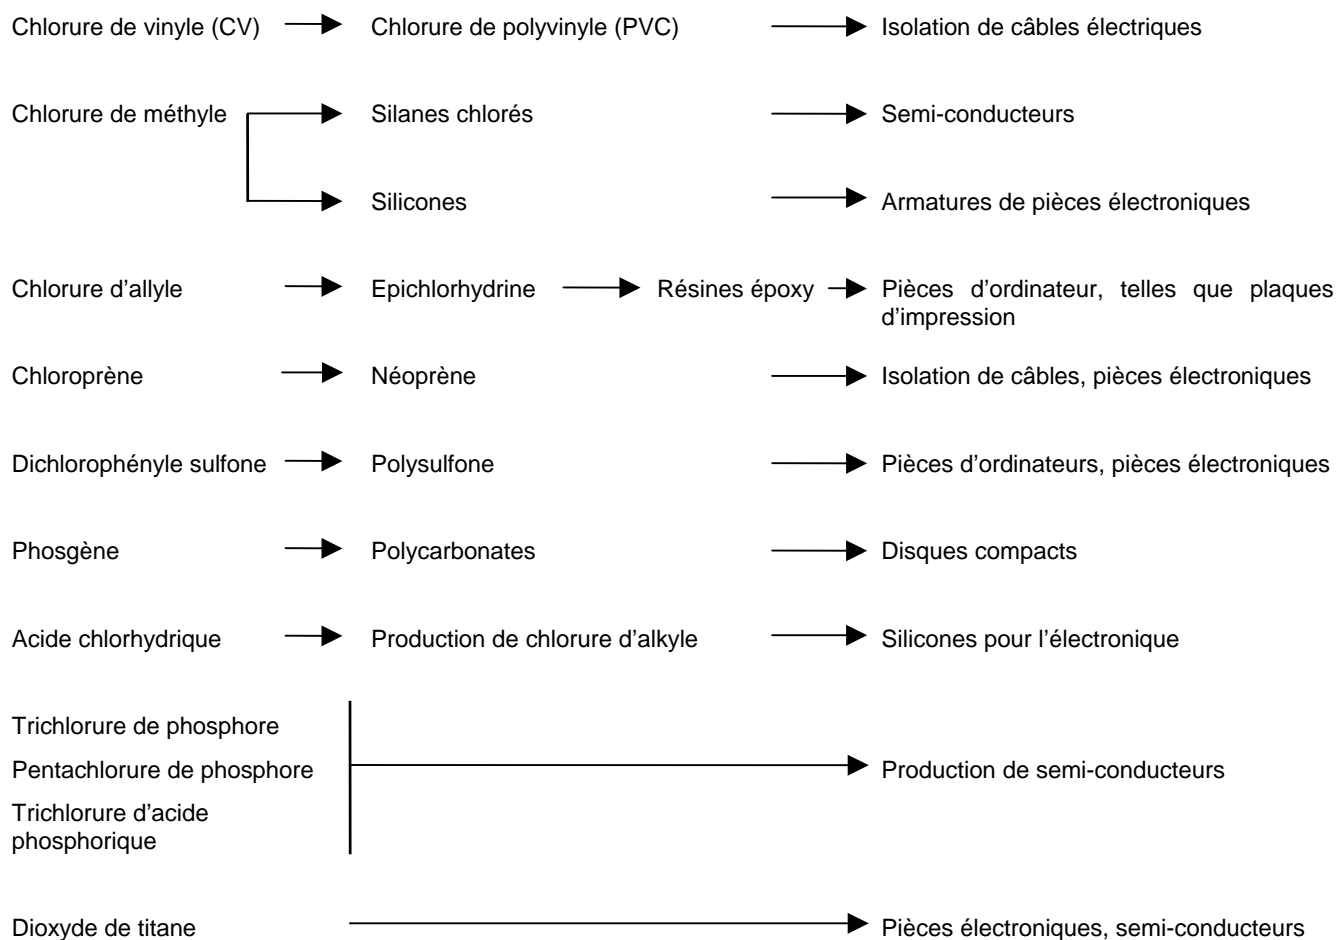 Chlorure de vinyle (CV) Chlorure de polyvinyle (PVC) Isolation de câbles électriques
Chlorure de méthyle Silanes chlorés Semi-conducteurs
Silicones Armatures de pièces électroniques
Chlorure d'allyle Epichlorhydrine Résines époxy Pièces d'ordinateur, telles que plaques
d'impression
Chloroprène Néoprène Isolation de câbles, pièces électroniques
Dichlorophényle sulfone Polysulfone Pièces d'ordinateurs, pièces électroniques
Phosgène Polycarbonates Disques compacts
Acide chlorhydrique Production de chlorure d'alkyle Silicones pour l'électronique
Trichlorure de phosphore
Pentachlorure de phosphore Production de semi-conducteurs
Trichlorure d'acide
phosphorique
Dioxyde de titane Pièces électroniques, semi-conducteurs